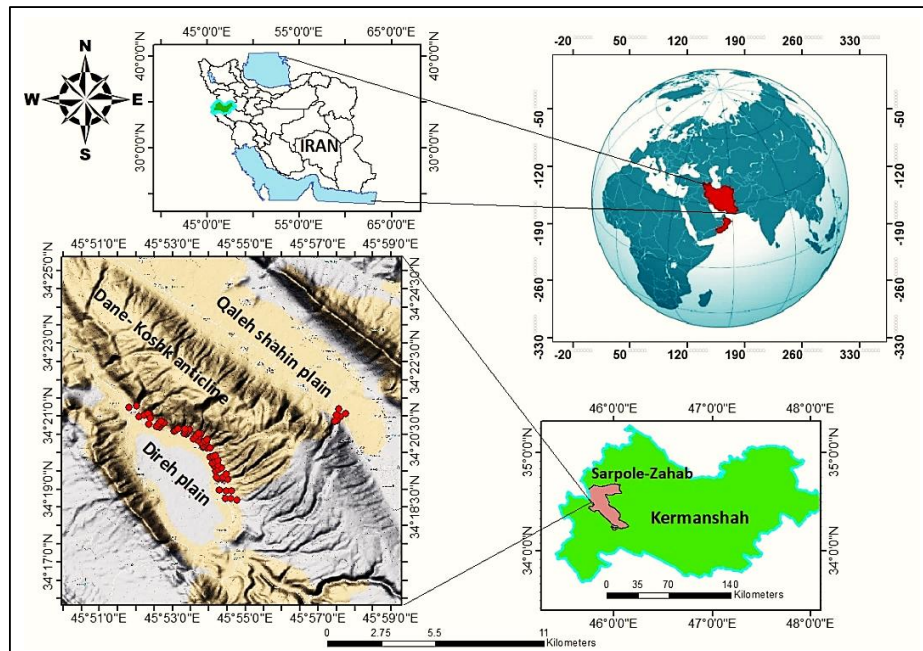 N
W
E
S
45°0'0"N 55°0'0"N 65°0'0"N
40°0'0"N
30°0'0"N
IRAN
45°0'0"N 55°0'0"N 65°0'0"N
-20 50 120 190 260 330
-50
-120
-190
-260
-330
-50
-120
-190
-260
-330
-20 50 120 190 260 330
45°51'0"E 45°53'0"E 45°55'0"E 45°57'0"E 45°59'0"E
34°25'0"N
34°23'0"N
34°21'0"N
34°19'0"N
34°17'0"N
34°24'30"N
34°22'30"N
34°20'30"N
34°18'30"N
Qaleh shahin plain
Dane- Koshk anticline
Direh plain
45°51'0"E 45°53'0"E 45°55'0"E 45°57'0"E 45°59'0"E
0 2.75 5.5 11
Kilometers
46°0'0"E 47°0'0"E 48°0'0"E
35°0'0"N
34°0'0"N
35°0'0"N
34°0'0"N
Sarpole-Zahab
Kermanshah
0 35 70 140
Kilometers
46°0'0"E 47°0'0"E 48°0'0"E